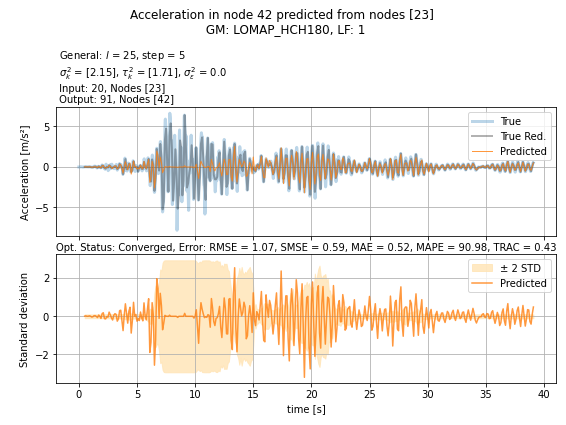 Acceleration in node 42 predicted from nodes [23]
GM: LOMAP_HCH180, LF: 1
General: l = 25, step = 5
σ²ₖ = [2.15], τ²ₖ = [1.71], σ²ε = 0.0
Input: 20, Nodes [23]
Output: 91, Nodes [42]
Acceleration [m/s²]
5
0
−5
True
True Red.
Predicted
Opt. Status: Converged, Error: RMSE = 1.07, SMSE = 0.59, MAE = 0.52, MAPE = 90.98, TRAC = 0.43
Standard deviation
2
0
−2
± 2 STD
Predicted
0 5 10 15 20 25 30 35 40
time [s]